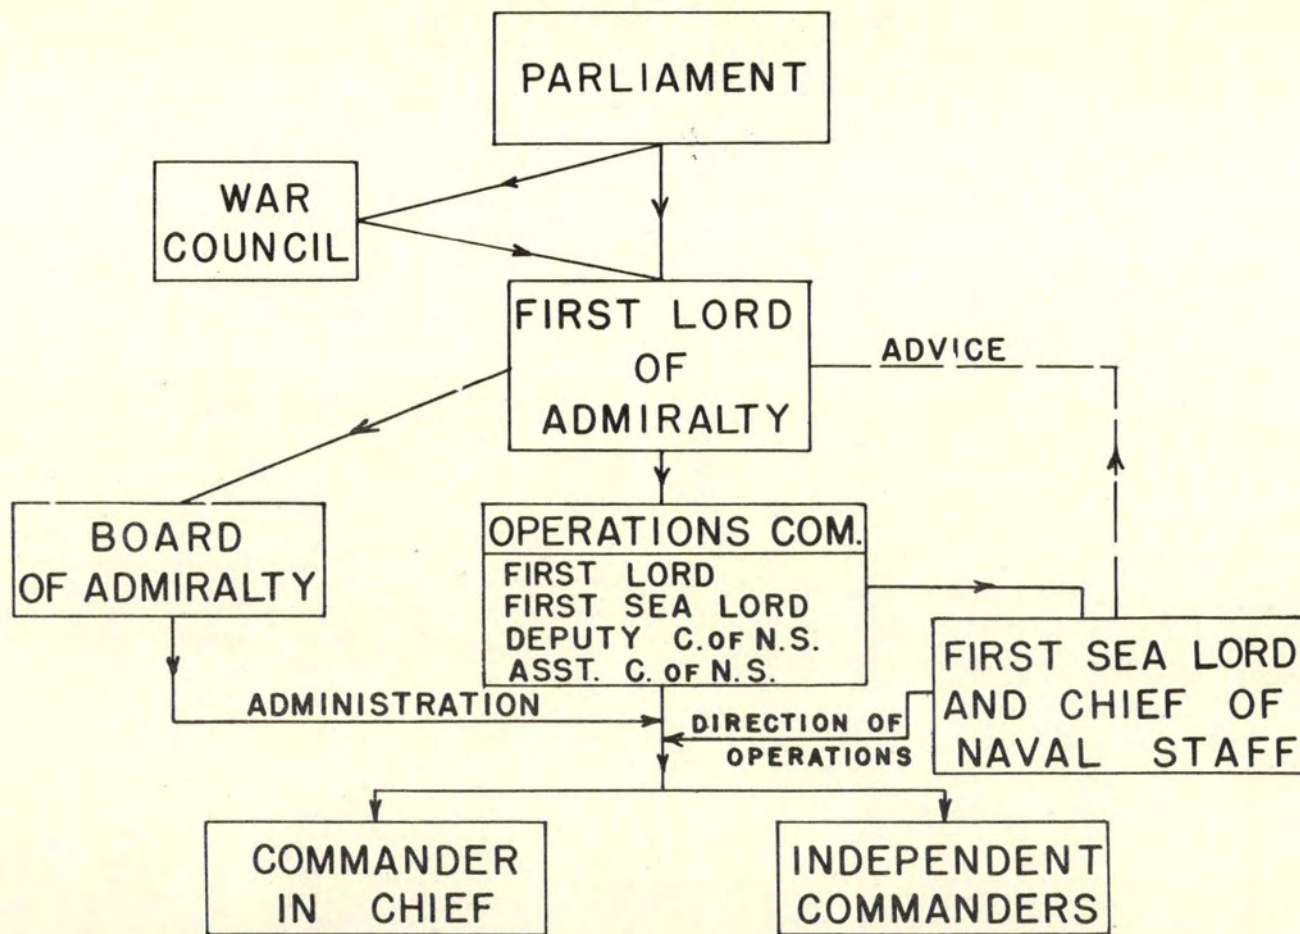 PARLIAMENT
WAR
COUNCIL
FIRST LORD
OF
ADMIRALTY
ADVICE
BOARD
OF ADMIRALTY
OPERATIONS COM.
FIRST LORD
FIRST SEA LORD
DEPUTY C. OF N.S.
ASST. C. OF N.S.
FIRST SEA LORD
AND CHIEF OF
NAVAL STAFF
ADMINISTRATION
DIRECTION OF
OPERATIONS
COMMANDER
IN CHIEF
INDEPENDENT
COMMANDERS